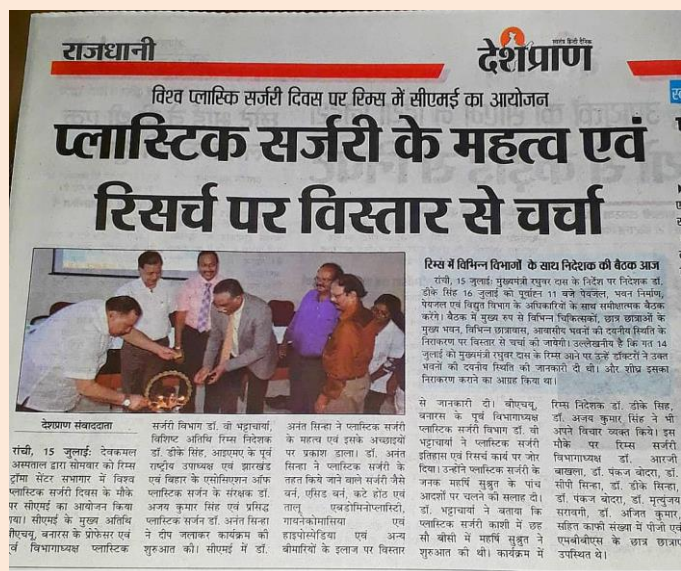 राजधानी
स्वतंत्र हिन्दी दैनिक
देशप्राण
विश्व प्लास्कि सर्जरी दिवस पर रिम्स में सीएमई का आयोजन
प्लास्टिक सर्जरी के महत्व एवं
रिसर्च पर विस्तार से चर्चा
देशप्राण संवाददाता
रांची, 15 जुलाई: देवकमल
अस्पताल द्वारा सोमवार को रिम्स
ट्रॉमा सेंटर सभागार में विश्व
प्लास्टिक सर्जरी दिवस के मौके
पर सीएमई का आयोजन किया
गया। सीएमई के मुख्य अतिथि
बीएचयू, बनारस के प्रोफेसर एवं
पूर्व विभागाध्यक्ष प्लास्टिक
सर्जरी विभाग डॉ. वी भट्टाचार्या,
विशिष्ट अतिथि रिम्स निदेशक
डॉ. डीके सिंह, आइएमए के पूर्व
राष्ट्रीय उपाध्यक्ष एवं झारखंड
एवं बिहार के एसोसिएशन ऑफ
प्लास्टिक सर्जन के संरक्षक डॉ.
अजय कुमार सिंह एवं प्रसिद्ध
प्लास्टिक सर्जन डॉ. अनंत सिन्हा
ने दीप जलाकर कार्यक्रम की
शुरुआत की। सीएमई में डॉ.
अनंत सिन्हा ने प्लास्टिक सर्जरी
के महत्व एवं इसके अच्छाइयों
पर प्रकाश डाला। डॉ. अनंत
सिन्हा ने प्लास्टिक सर्जरी के
तहत किये जाने वाले सर्जरी जैसे
बर्न, एसिड बर्न, कटे होंठ एवं
तालू एबडोमिनोप्लास्टी,
गायनेकोमासिया एवं
हाइपोस्पेडिया एवं अन्य
बीमारियों के इलाज पर विस्तार
रिम्स में विभिन्न विभागों के साथ निदेशक की बैठक आज
रांची, 15 जुलाई: मुख्यमंत्री रघुवर दास के निर्देश पर निदेशक डॉ.
डीके सिंह 16 जुलाई को पूर्वाहन 11 बजे पेयजल, भवन निर्माण,
पेयजल एवं विद्युत विभाग के अधिकारियों के साथ समीक्षात्मक बैठक
करेंगे। बैठक में मुख्य रुप से विभिन्न चिकित्सकों, छात्र छात्राओं के
मुख्य भवन, विभिन्न छात्रावास, आवासीय भवनों की दयनीय स्थिति के
निराकरण पर विस्तार से चर्चा की जायेगी। उल्लेखनीय है कि गत 14
जुलाई को मुख्यमंत्री रघुवर दास के रिम्स आने पर उन्हें डॉक्टरों ने उक्त
भवनों की दयनीय स्थिति की जानकारी दी थी। और शीघ्र इसका
निराकरण कराने का आग्रह किया था।
से जानकारी दी। बीएचयू,
बनारस के पूर्व विभागाध्यक्ष
प्लास्टिक सर्जरी विभाग डॉ. वी
भट्टाचार्या ने प्लास्टिक सर्जरी
इतिहास एवं रिसर्च कार्य पर जोर
दिया। उन्होंने प्लास्टिक सर्जरी के
जनक महर्षि सुश्रुत के पांच
आदशों पर चलने की सलाह दी।
डॉ. भट्टाचार्य ने बताया कि
प्लास्टिक सर्जरी काशी में छह
सौ बीसी में महर्षि सुश्रुत ने
शुरुआत की थी। कार्यक्रम में
रिम्स निदेशक डॉ. डीके सिंह,
डॉ. अजय कुमार सिंह ने भी
अपने विचार व्यक्त किये। इस
मौके पर रिम्स सर्जरी
विभागाध्यक्ष डॉ. आरजी
बाखला, डॉ. पंकज बोदरा, डॉ.
सीपी सिन्हा, डॉ. डीके सिन्हा,
डॉ. पंकज बोदरा, डॉ. मृत्युंजय
सरावगी, डॉ. अजित कुमार,
सहित काफी संख्या में पीजी एवं
एमबीबीएस के छात्र छात्राएं
उपस्थित थे।